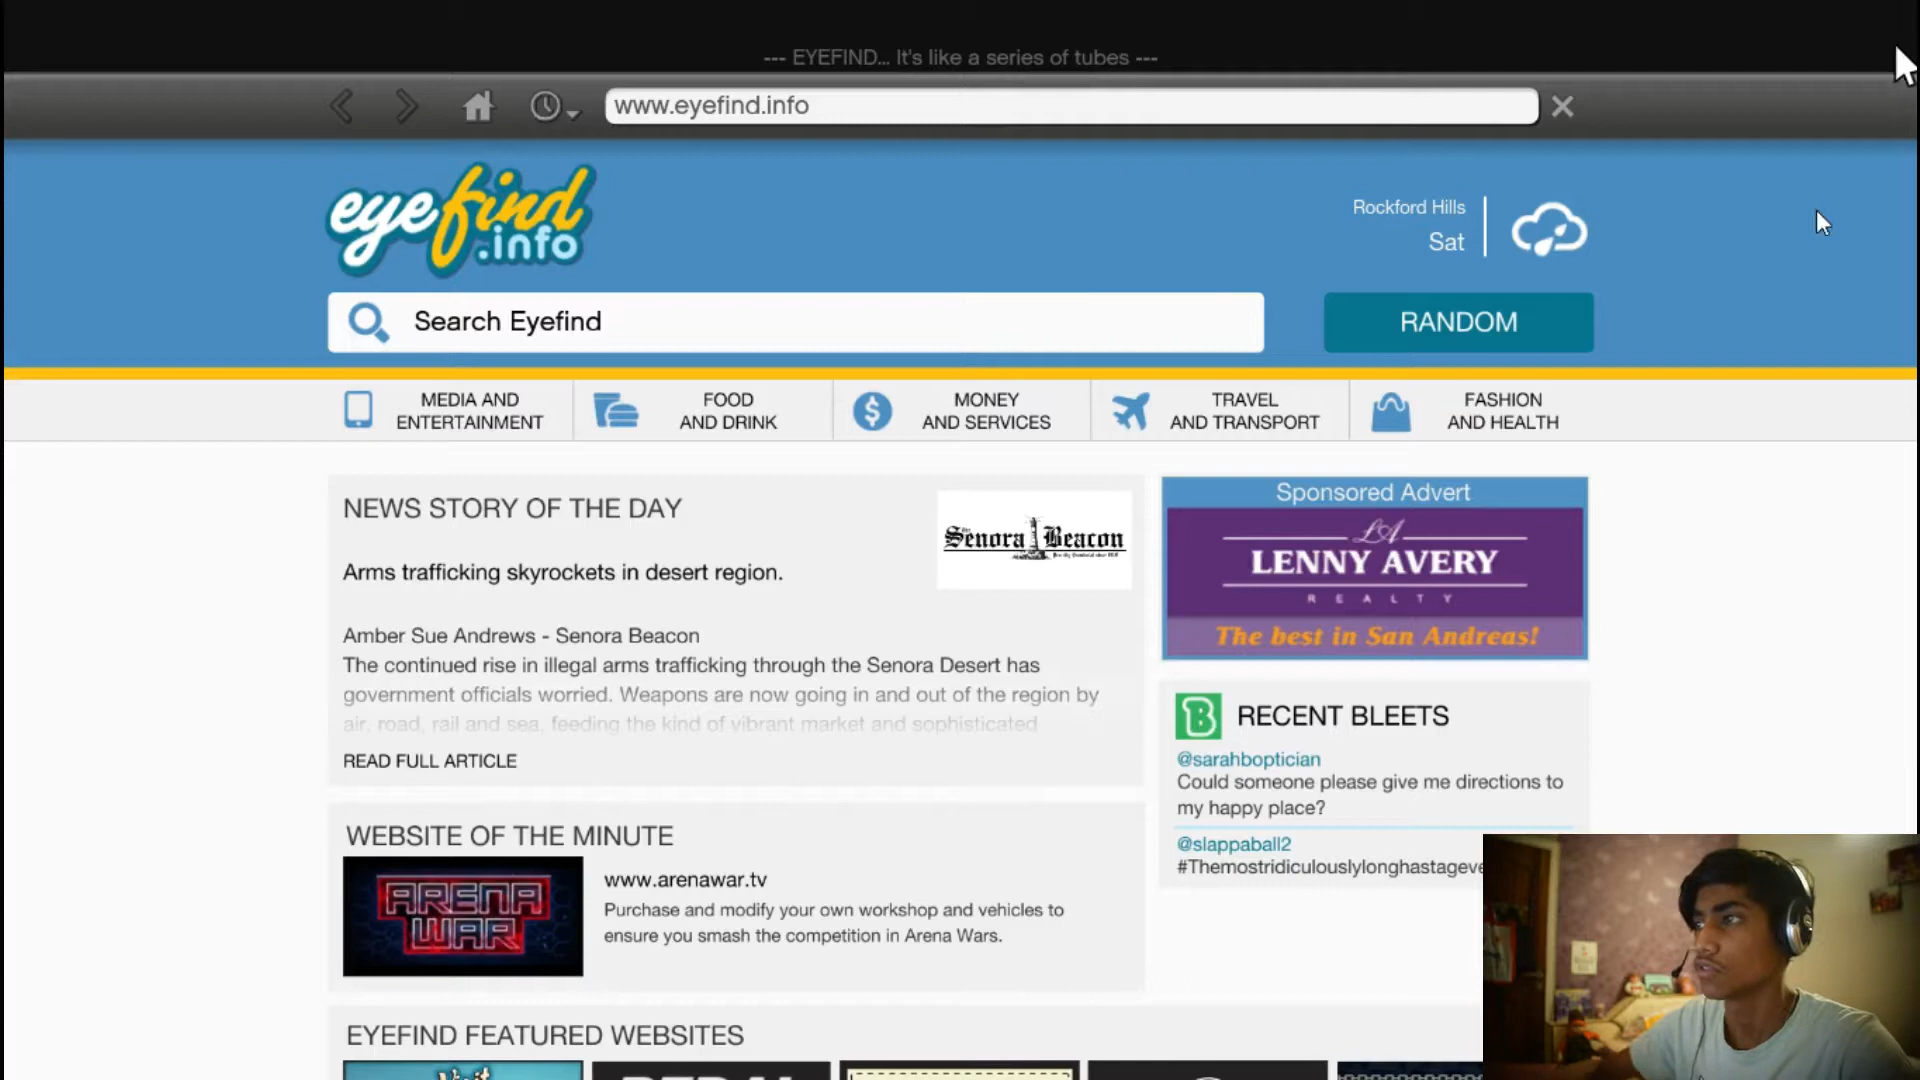 --- EYEFIND... It's like a series of tubes ---
www.eyefind.info
eyefind
.info
Rockford Hills
Sat
Search Eyefind
RANDOM
MEDIA AND
ENTERTAINMENT
FOOD
AND DRINK
MONEY
AND SERVICES
TRAVEL
AND TRANSPORT
FASHION
AND HEALTH
NEWS STORY OF THE DAY
Senora Beacon
Arms trafficking skyrockets in desert region.
Amber Sue Andrews - Senora Beacon
The continued rise in illegal arms trafficking through the Senora Desert has
government officials worried. Weapons are now going in and out of the region by
air, road, rail and sea, feeding the kind of vibrant market and sophisticated
READ FULL ARTICLE
Sponsored Advert
LA
LENNY AVERY
REALTY
The best in San Andreas!
B RECENT BLEETS
@sarahboptician
Could someone please give me directions to
my happy place?
@slappaball2
#Themostridiculouslylonghastageve
WEBSITE OF THE MINUTE
ARENA
WAR
www.arenawar.tv
Purchase and modify your own workshop and vehicles to
ensure you smash the competition in Arena Wars.
EYEFIND FEATURED WEBSITES